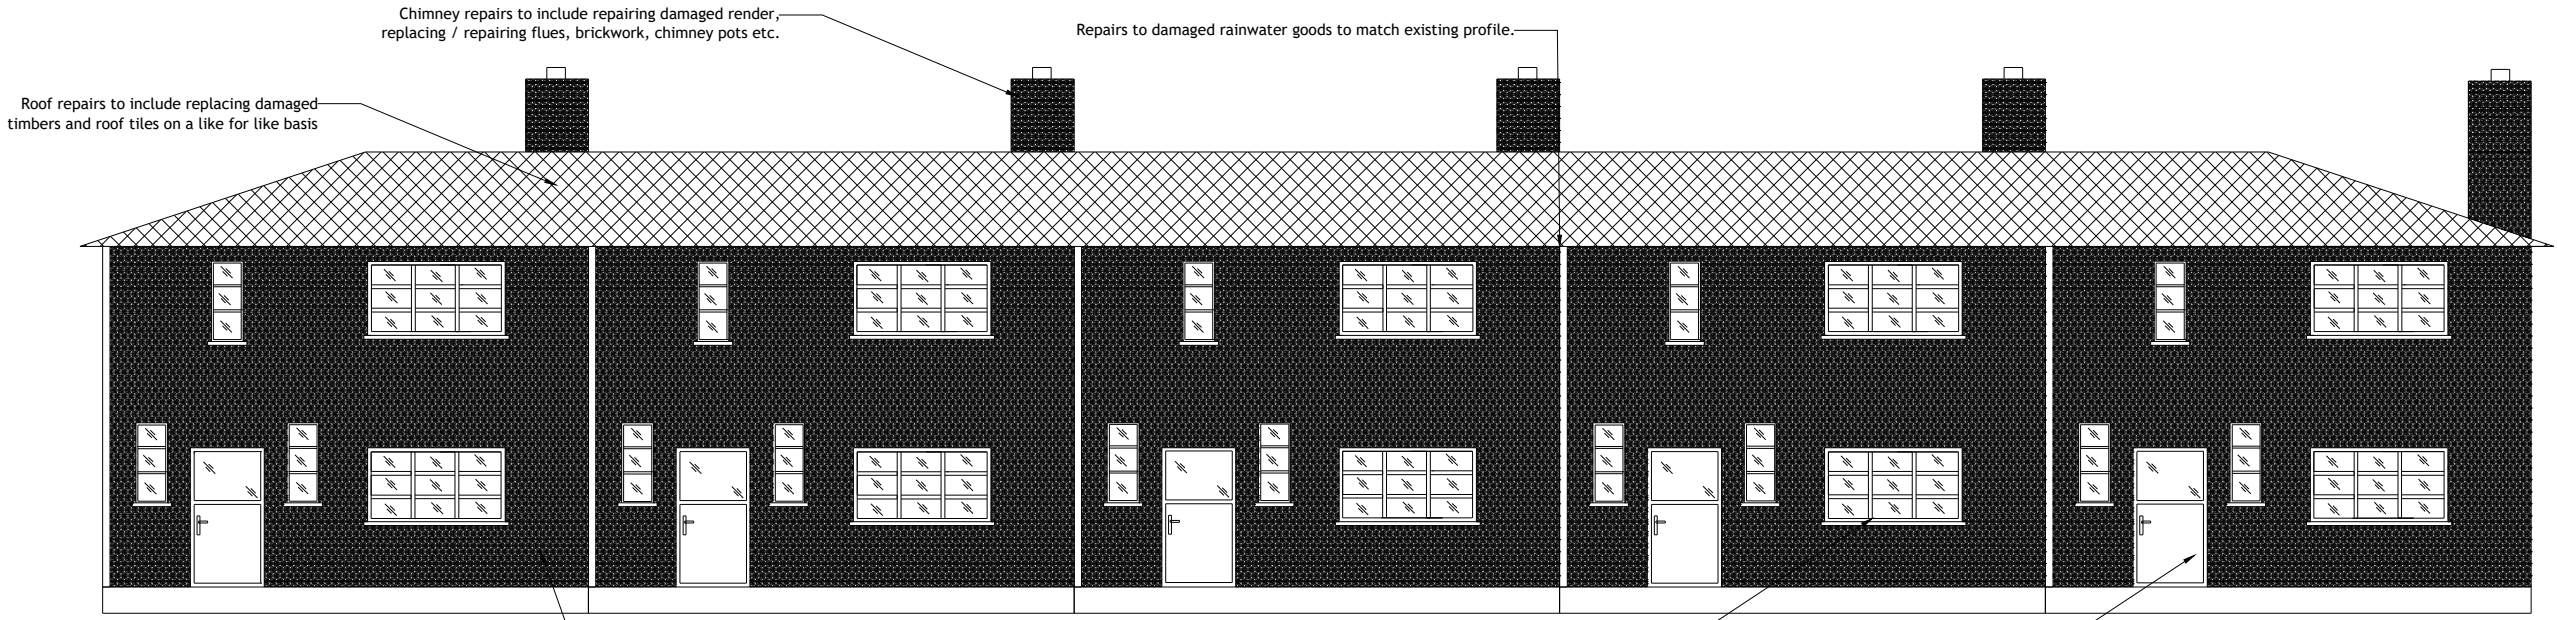 Chimney repairs to include repairing damaged render,
replacing / repairing flues, brickwork, chimney pots etc.
Repairs to damaged rainwater goods to match existing profile.
Roof repairs to include replacing damaged
timbers and roof tiles on a like for like basis